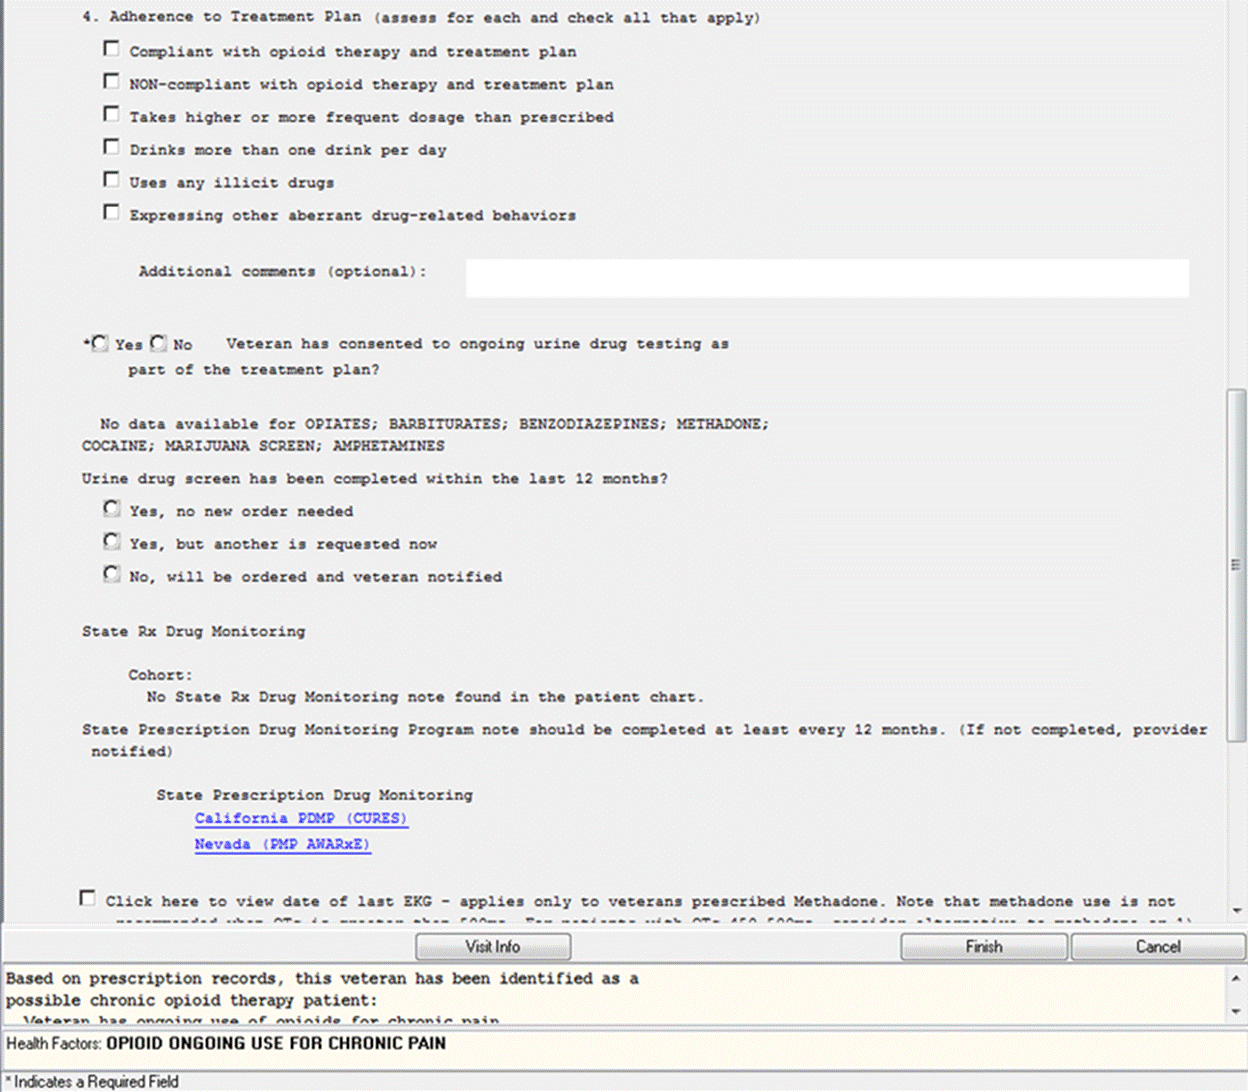 4. Adherence to Treatment Plan (assess for each and check all that apply)
Compliant with opioid therapy and treatment plan
NON-compliant with opioid therapy and treatment plan
Takes higher or more frequent dosage than prescribed
Drinks more than one drink per day
Uses any illicit drugs
Expressing other aberrant drug-related behaviors
Additional comments (optional):
* Yes No Veteran has consented to ongoing urine drug testing as
part of the treatment plan?
No data available for OPIATES; BARBITURATES; BENZODIAZEPINES; METHADONE;
COCAINE; MARIJUANA SCREEN; AMPHETAMINES
Urine drug screen has been completed within the last 12 months?
Yes, no new order needed
Yes, but another is requested now
No, will be ordered and veteran notified
State Rx Drug Monitoring
Cohort:
No State Rx Drug Monitoring note found in the patient chart.
State Prescription Drug Monitoring Program note should be completed at least every 12 months. (If not completed, provider
notified)
State Prescription Drug Monitoring
California PDMP (CURES)
Nevada (PMP AWARxE)
Click here to view date of last EKG - applies only to veterans prescribed Methadone. Note that methadone use is not
Visit Info Finish Cancel
Based on prescription records, this veteran has been identified as a
possible chronic opioid therapy patient:
Veteran has ongoing use of opioids for chronic pain
Health Factors: OPIOID ONGOING USE FOR CHRONIC PAIN
* Indicates a Required Field